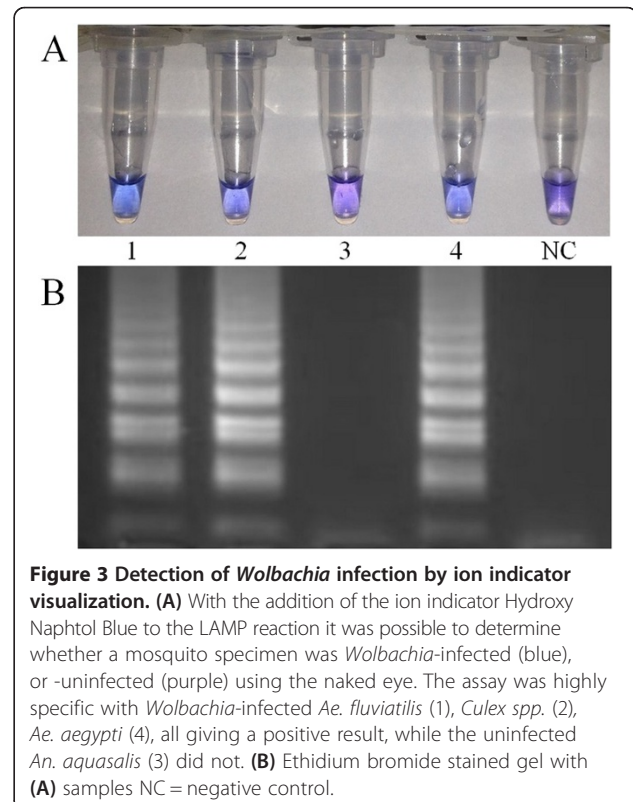 A
1 2 3 4 NC
B
Figure 3 Detection of Wolbachia infection by ion indicator
visualization. (A) With the addition of the ion indicator Hydroxy
Naphtol Blue to the LAMP reaction it was possible to determine
whether a mosquito specimen was Wolbachia-infected (blue),
or -uninfected (purple) using the naked eye. The assay was highly
specific with Wolbachia-infected Ae. fluviatilis (1), Culex spp. (2),
Ae. aegypti (4), all giving a positive result, while the uninfected
An. aquasalis (3) did not. (B) Ethidium bromide stained gel with
(A) samples NC = negative control.